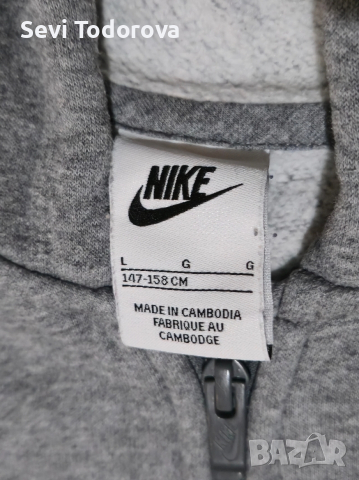 Sevi Todorova
NIKE
L G G
147-158 CM
MADE IN CAMBODIA
FABRIQUE AU
CAMBODGE
BAZAR